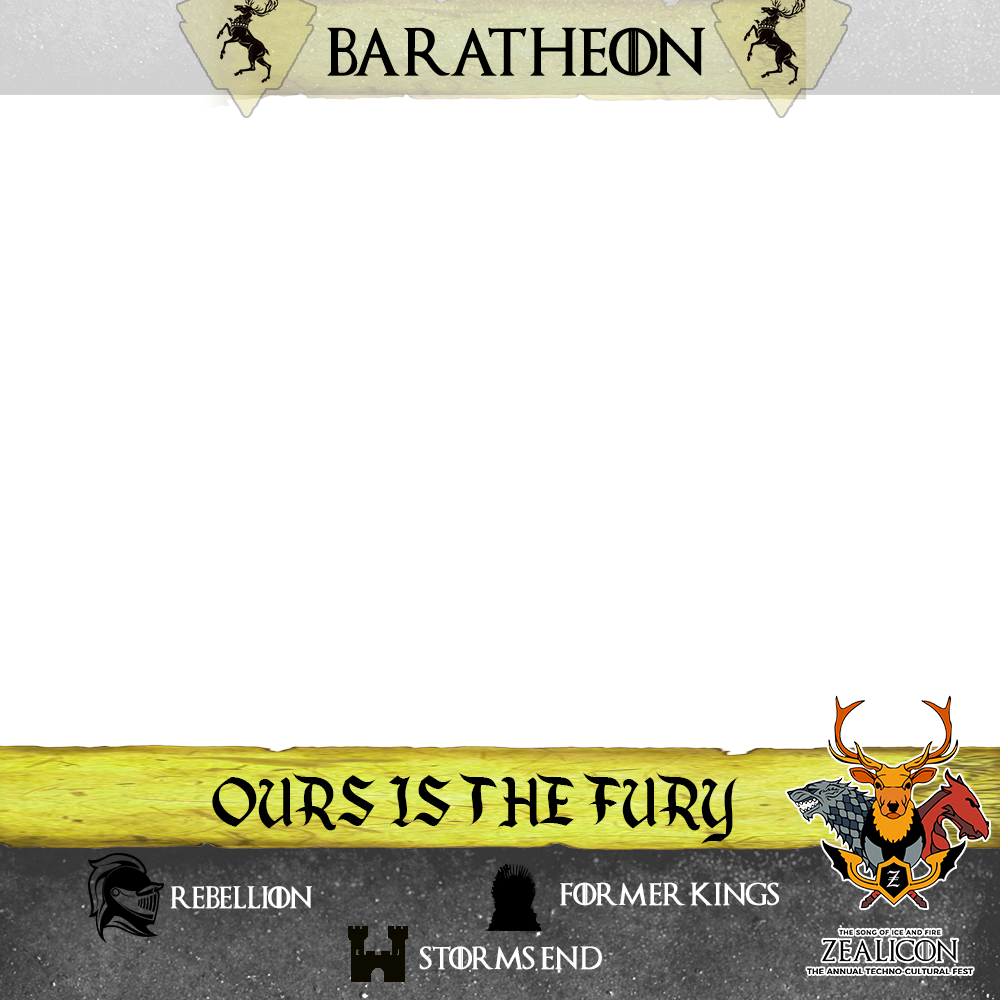 BARATHEON
OURS IS THE FURY
REBELLION
FORMER KINGS
STORMS END
Z
THE SONG OF ICE AND FIRE
ZEALICON
THE ANNUAL TECHNO-CULTURAL FEST